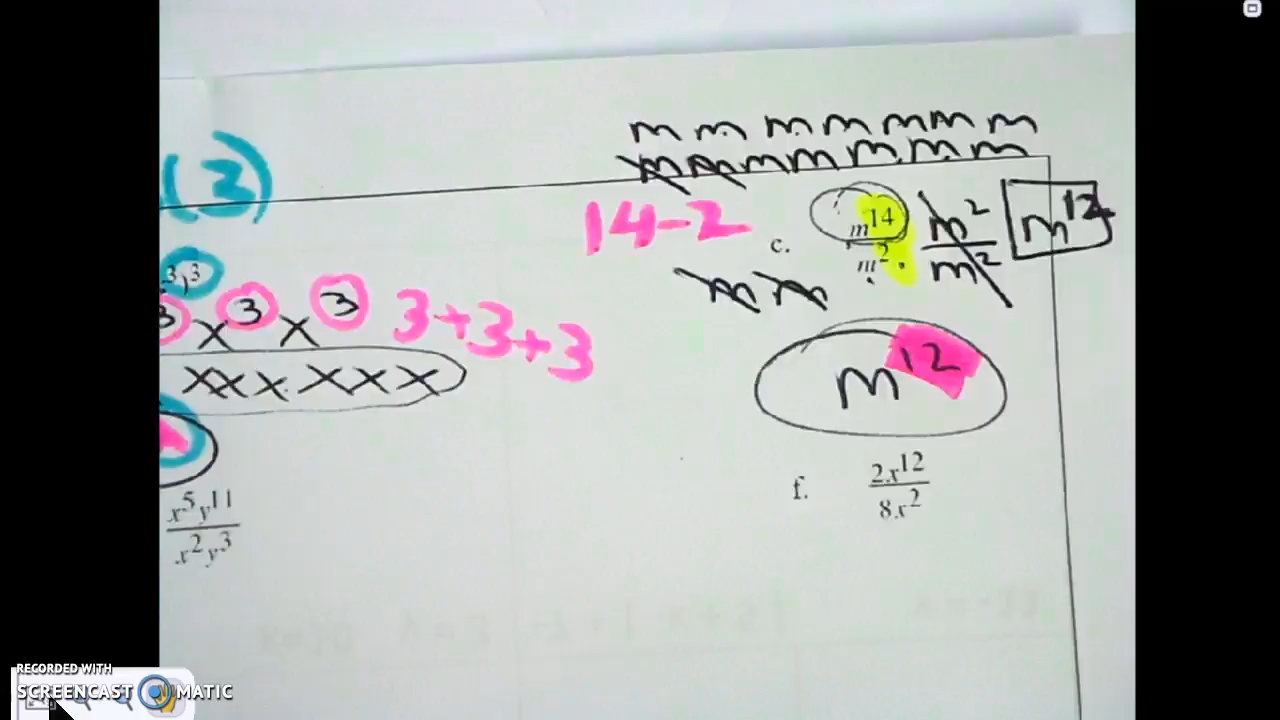 m m m m m m m
m m m m m m m
(3)
14-2
c. m^14 / m^2 · m^2 / m^2 m^12
m m
3,3
3 x^3 x^3 3+3+3
x x x x x x
m^12
x^5y^11 / x^2y^3
f. 2x^12 / 8x^2
RECORDED WITH
SCREENCAST MATIC